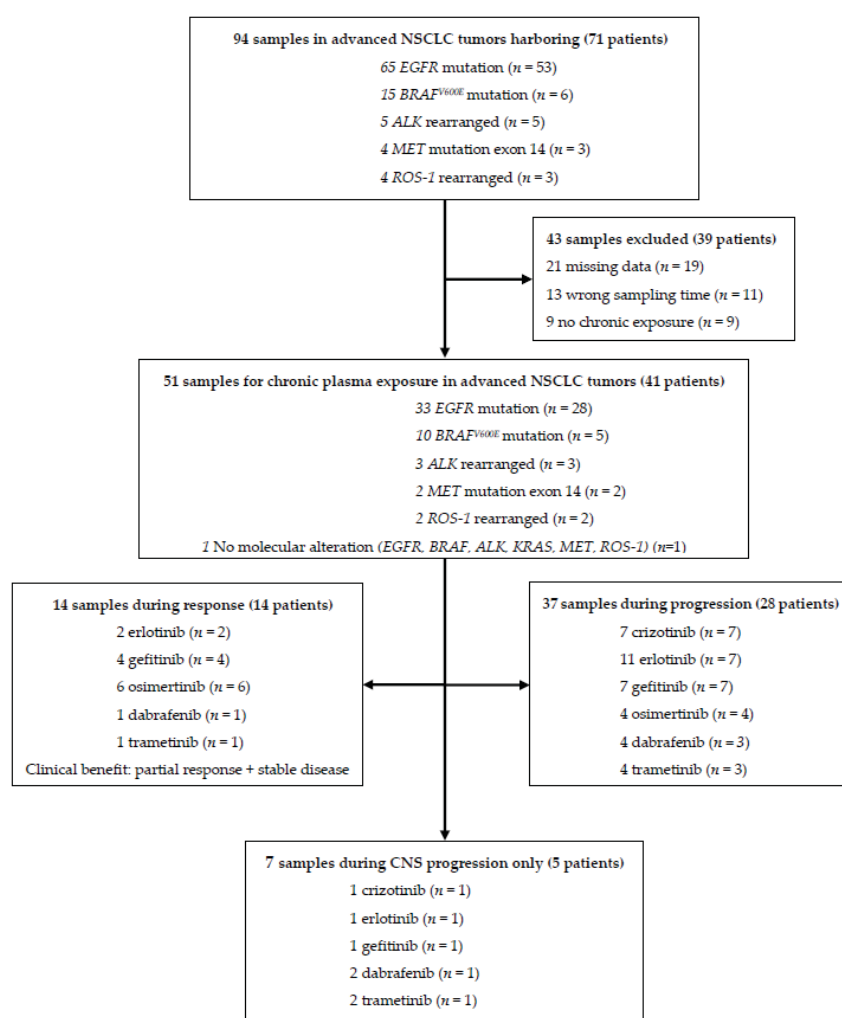 94 samples in advanced NSCLC tumors harboring (71 patients)
65 EGFR mutation (n = 53)
15 BRAFV600E mutation (n = 6)
5 ALK rearranged (n = 5)
4 MET mutation exon 14 (n = 3)
4 ROS-1 rearranged (n = 3)
43 samples excluded (39 patients)
21 missing data (n = 19)
13 wrong sampling time (n = 11)
9 no chronic exposure (n = 9)
51 samples for chronic plasma exposure in advanced NSCLC tumors (41 patients)
33 EGFR mutation (n = 28)
10 BRAFV600E mutation (n = 5)
3 ALK rearranged (n = 3)
2 MET mutation exon 14 (n = 2)
2 ROS-1 rearranged (n = 2)
1 No molecular alteration (EGFR, BRAF, ALK, KRAS, MET, ROS-1) (n=1)
14 samples during response (14 patients)
2 erlotinib (n = 2)
4 gefitinib (n = 4)
6 osimertinib (n = 6)
1 dabrafenib (n = 1)
1 trametinib (n = 1)
Clinical benefit: partial response + stable disease
37 samples during progression (28 patients)
7 crizotinib (n = 7)
11 erlotinib (n = 7)
7 gefitinib (n = 7)
4 osimertinib (n = 4)
4 dabrafenib (n = 3)
4 trametinib (n = 3)
7 samples during CNS progression only (5 patients)
1 crizotinib (n = 1)
1 erlotinib (n = 1)
1 gefitinib (n = 1)
2 dabrafenib (n = 1)
2 trametinib (n = 1)